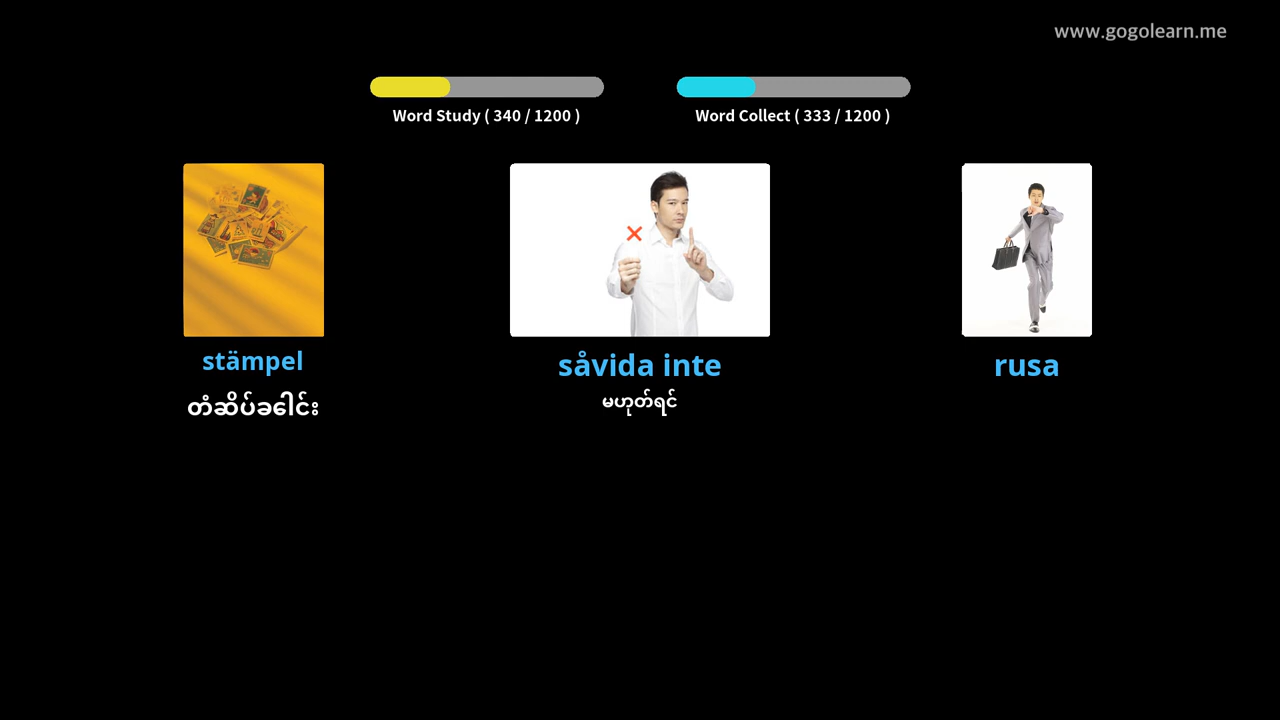 www.gogolearn.me
Word Study ( 340 / 1200 )
Word Collect ( 333 / 1200 )
stämpel
såvida inte
rusa
တံဆိပ်ခေါင်း
မဟုတ်ရင်